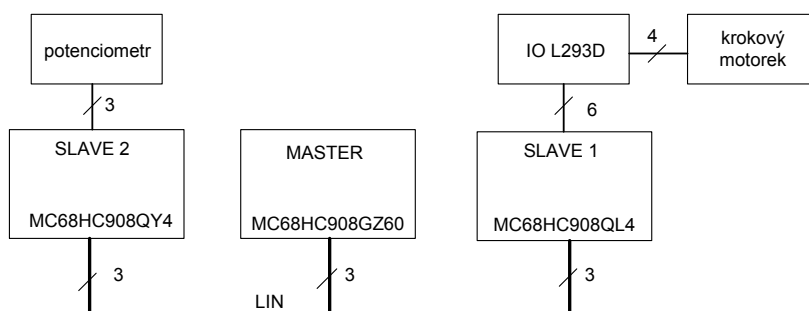 potenciometr
3
SLAVE 2
MC68HC908QY4
3
MASTER
MC68HC908GZ60
3
LIN
IO L293D
4
krokový
motorek
6
SLAVE 1
MC68HC908QL4
3